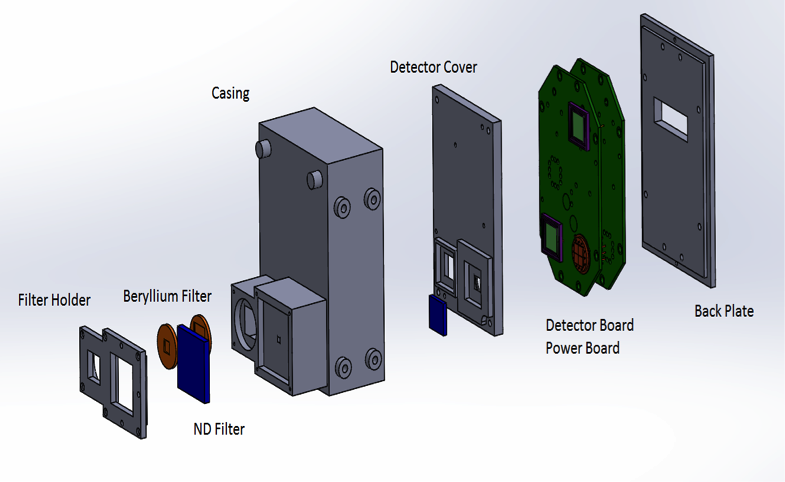 Detector Cover
Casing
Filter Holder
Beryllium Filter
Back Plate
Detector Board
Power Board
ND Filter